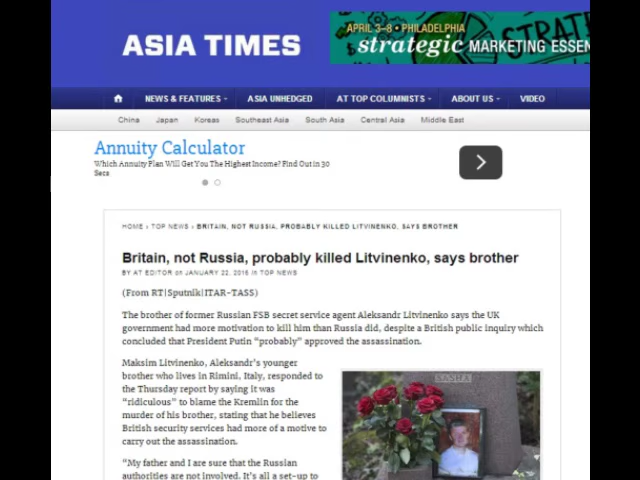 ASIA TIMES
APRIL 3-8 • PHILADELPHIA
strategic MARKETING ESSEN
NEWS & FEATURES
ASIA UNHEDGED
AT TOP COLUMNISTS
ABOUT US
VIDEO
China Japan Koreas Southeast Asia South Asia Central Asia Middle East
Annuity Calculator
Which Annuity Plan Will Get You The Highest Income? Find Out in 30
Secs
HOME › TOP NEWS › BRITAIN, NOT RUSSIA, PROBABLY KILLED LITVINENKO, SAYS BROTHER
Britain, not Russia, probably killed Litvinenko, says brother
BY AT EDITOR on JANUARY 22, 2016 in TOP NEWS
(From RT|Sputnik|ITAR-TASS)
The brother of former Russian FSB secret service agent Aleksandr Litvinenko says the UK
government had more motivation to kill him than Russia did, despite a British public inquiry which
concluded that President Putin “probably” approved the assassination.
Maksim Litvinenko, Aleksandr's younger
brother who lives in Rimini, Italy, responded to
the Thursday report by saying it was
“ridiculous” to blame the Kremlin for the
murder of his brother, stating that he believes
British security services had more of a motive to
carry out the assassination.
“My father and I are sure that the Russian
authorities are not involved. It's all a set-up to
SASHA